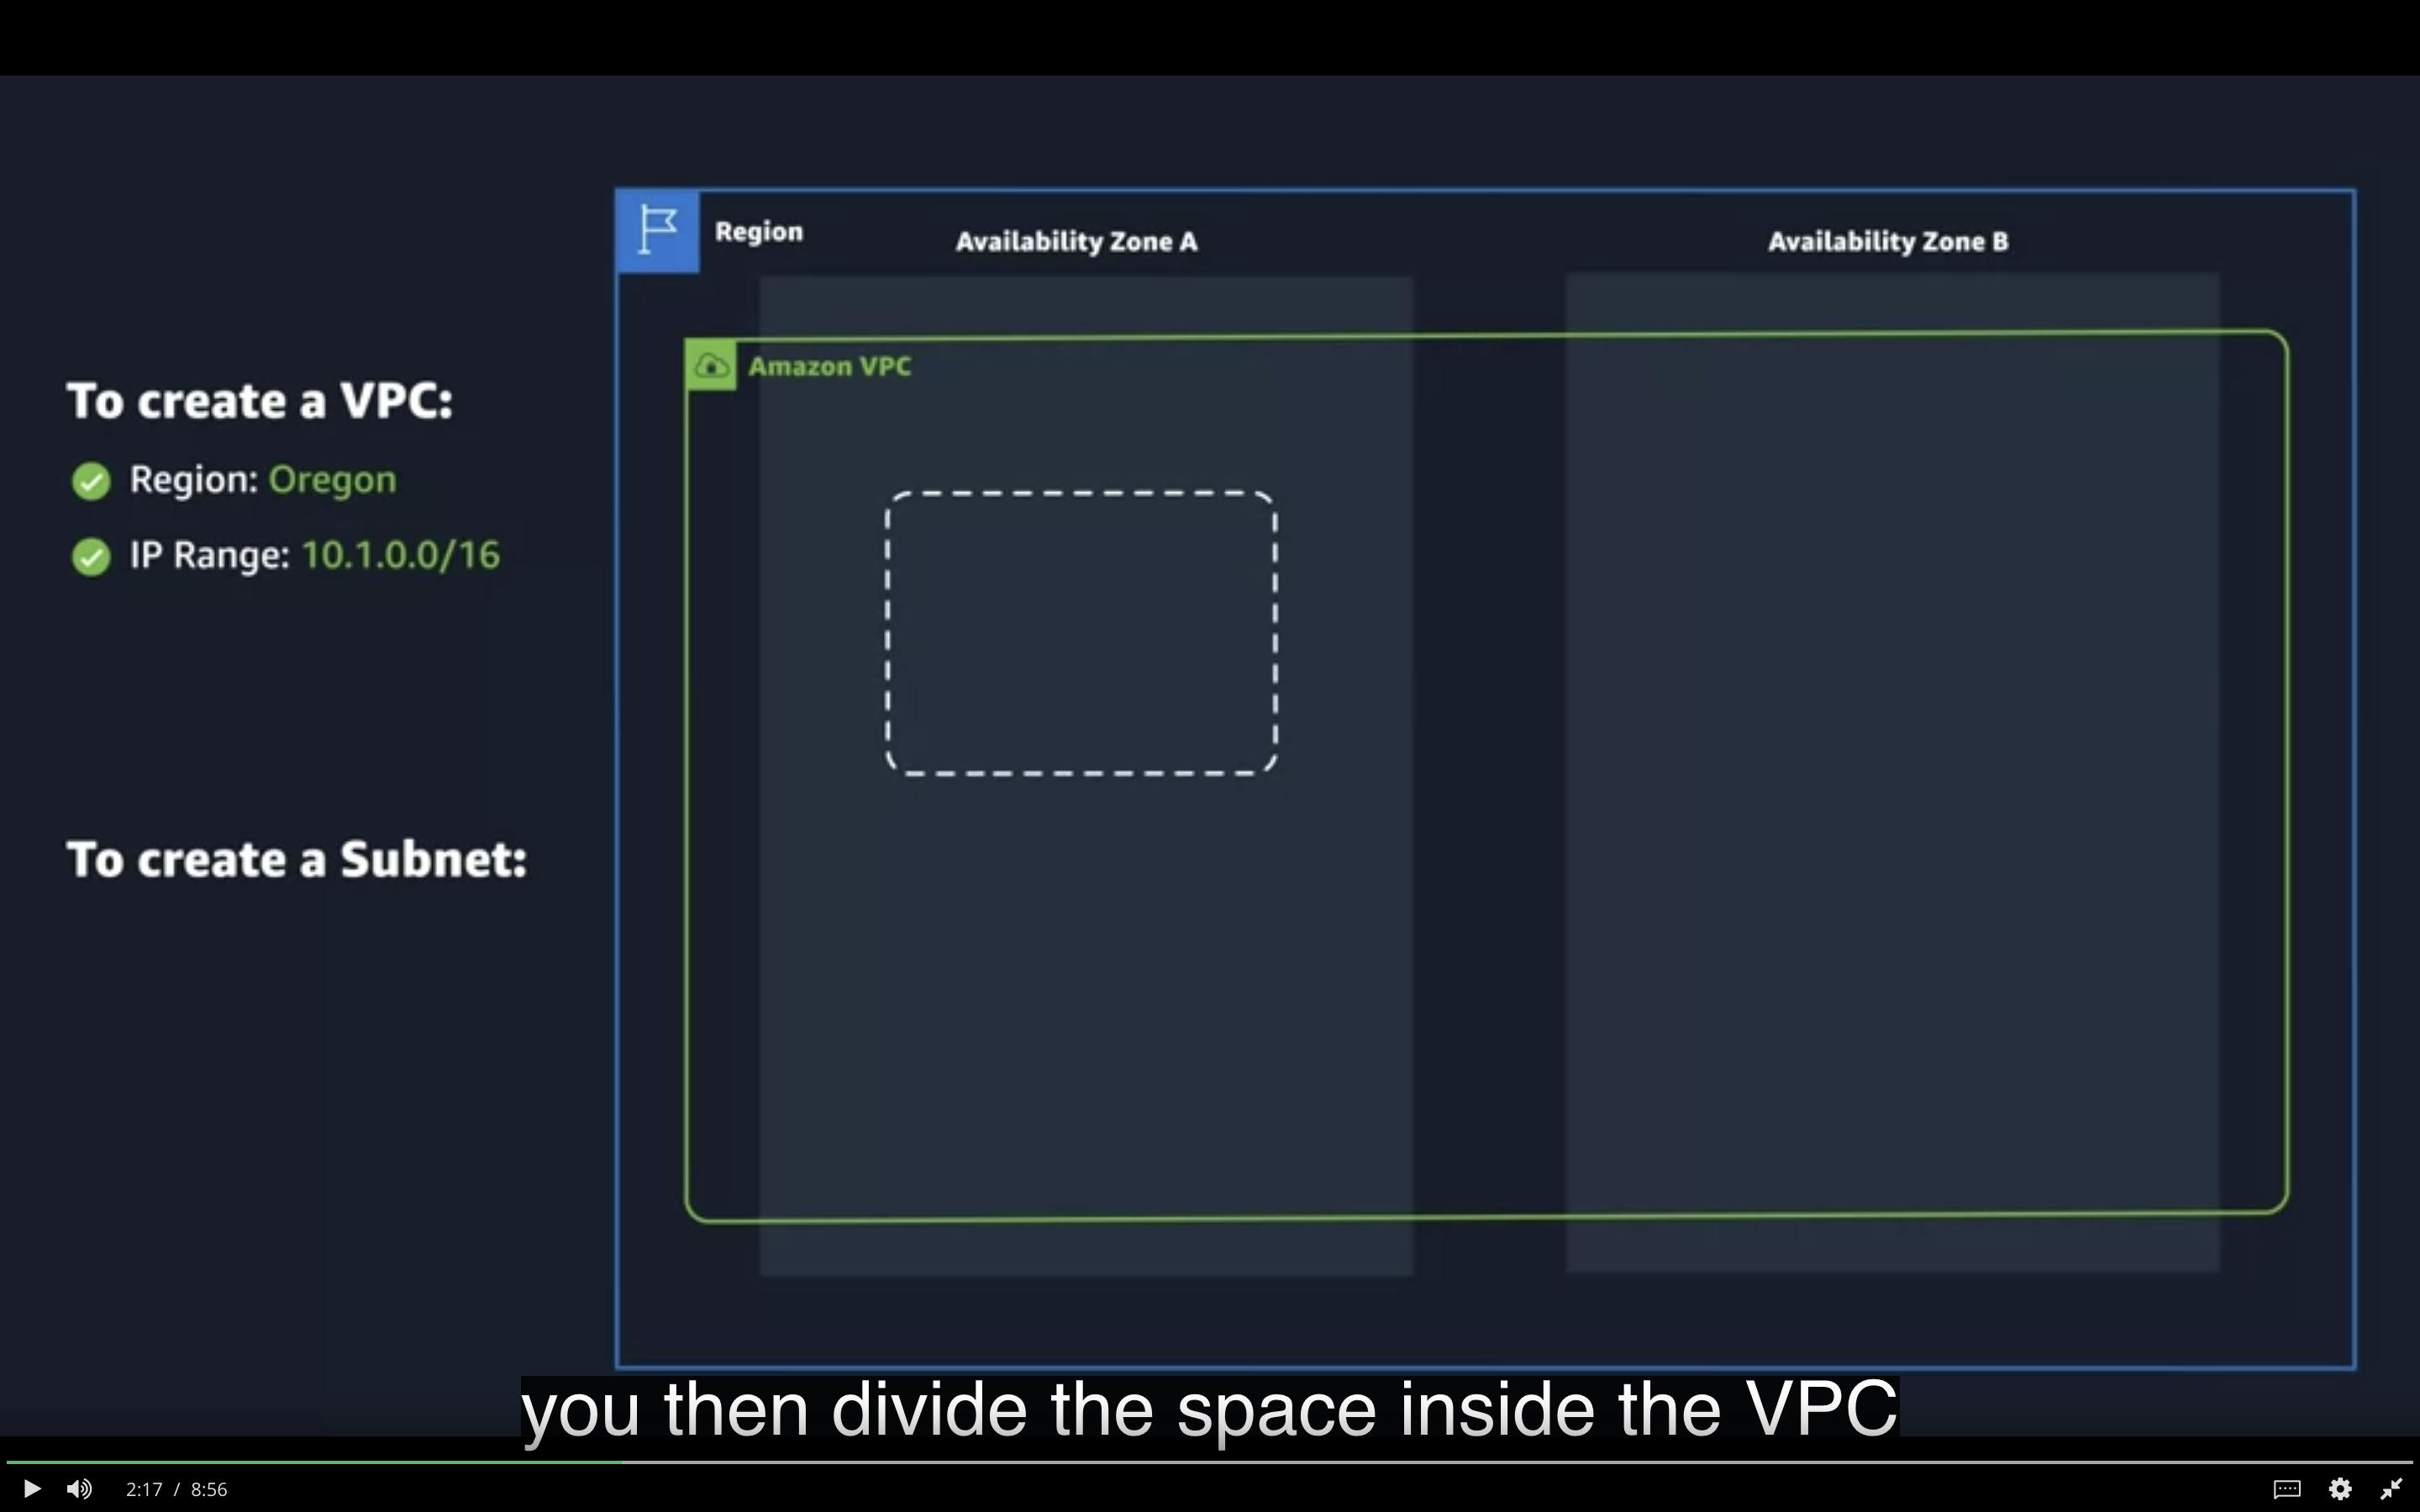 Region
Availability Zone A
Availability Zone B
Amazon VPC
To create a VPC:
Region: Oregon
IP Range: 10.1.0.0/16
To create a Subnet:
you then divide the space inside the VPC
2:17 / 8:56